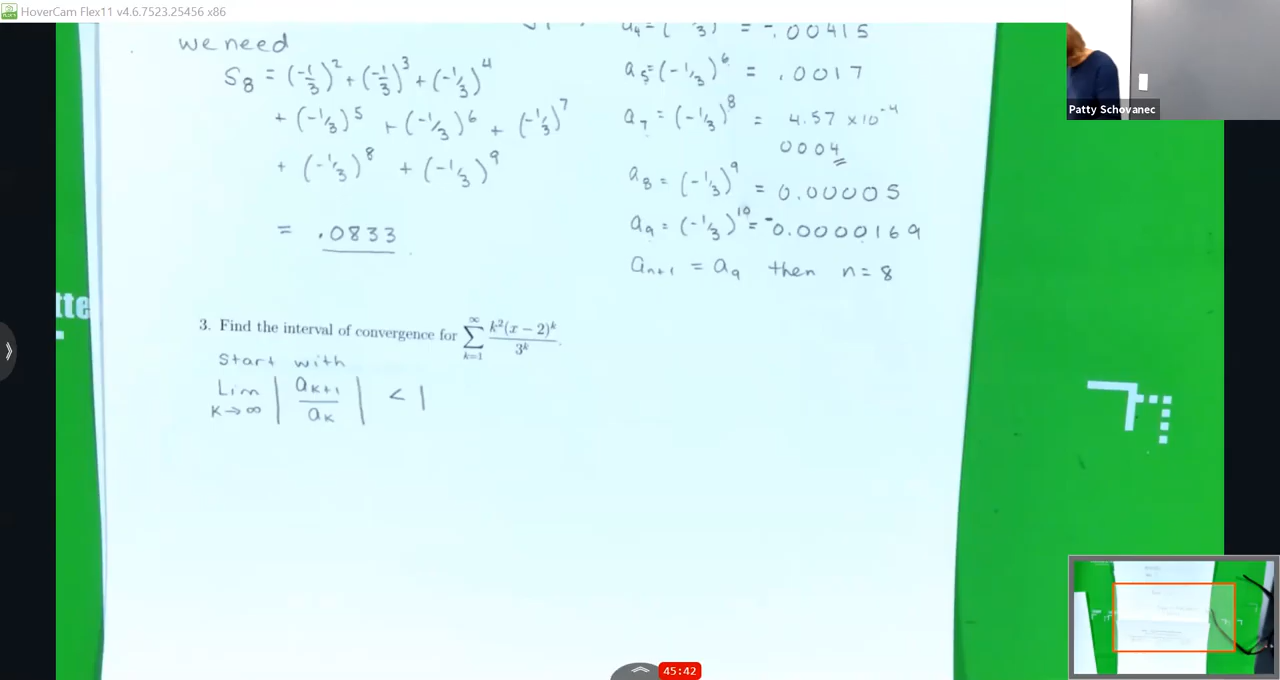 HoverCam Flex11 v4.6.7523.25456 x86
we need
S₈ = (-1/3)² + (-1/3)³ + (-1/3)⁴
+ (-1/3)⁵ + (-1/3)⁶ + (-1/3)⁷
+ (-1/3)⁸ + (-1/3)⁹
= .0833
= -.00415
a₅ = (-1/3)⁶ = .0017
a₇ = (-1/3)⁸ = 4.57 x10⁻⁴
0004
a₈ = (-1/3)⁹ = 0.00005
a₉ = (-1/3)¹⁰ = -0.0000169
aₙ₊₁ = a₉ then n = 8
3. Find the interval of convergence for ∑_{k=1}^{∞} k²(x − 2)^k / 3^k.
Start with
Lim K→∞ | a_{K+1} / a_K | < 1
Patty Schovanec
tte
45:42